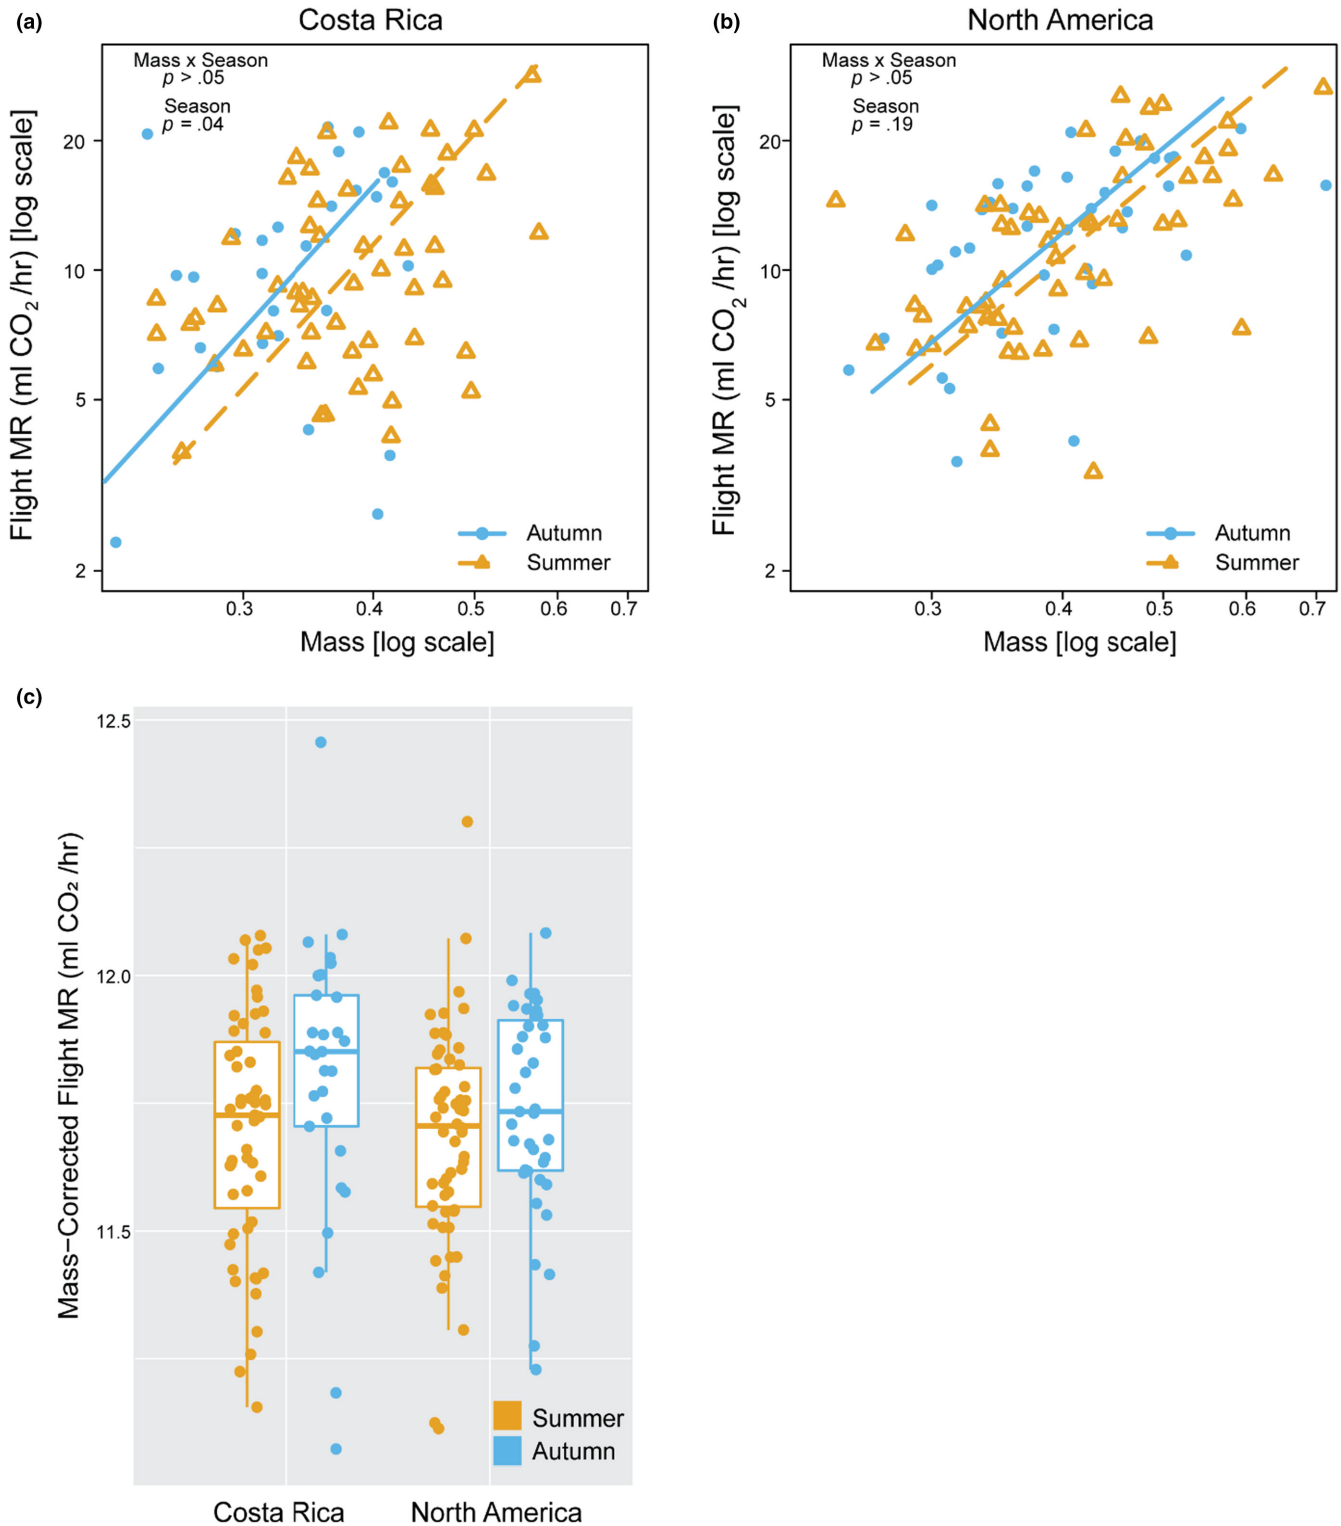 (a)
Costa Rica
Mass x Season
p > .05
Season
p = .04
20
10
5
2
Flight MR (ml CO2 /hr) [log scale]
0.3 0.4 0.5 0.6 0.7
Mass [log scale]
Autumn
Summer
(b)
North America
Mass x Season
p > .05
Season
p = .19
20
10
5
2
Flight MR (ml CO2 /hr) [log scale]
0.3 0.4 0.5 0.6 0.7
Mass [log scale]
Autumn
Summer
(c)
12.5
12.0
11.5
Mass−Corrected Flight MR (ml CO₂ /hr)
Summer
Autumn
Costa Rica North America